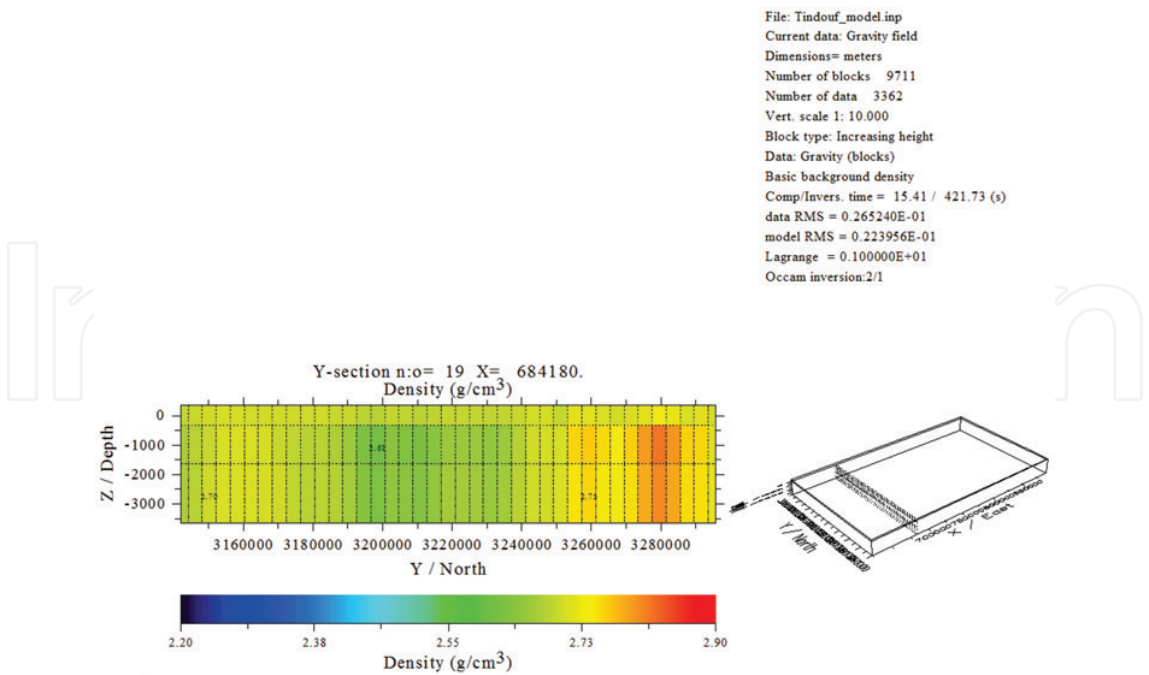 File: Tindouf_model.inp
Current data: Gravity field
Dimensions= meters
Number of blocks 9711
Number of data 3362
Vert. scale 1: 10.000
Block type: Increasing height
Data: Gravity (blocks)
Basic background density
Comp/Invers. time = 15.41 / 421.73 (s)
data RMS = 0.265240E-01
model RMS = 0.223956E-01
Lagrange = 0.100000E+01
Occam inversion:2/1
Y-section n:o= 19 X= 684180.
Density (g/cm3)
0
-1000
-2000
-3000
Z / Depth
2.70
2.75
3160000 3180000 3200000 3220000 3240000 3260000 3280000
Y / North
Y / North
X / East
2.20 2.38 2.55 2.73 2.90
Density (g/cm3)